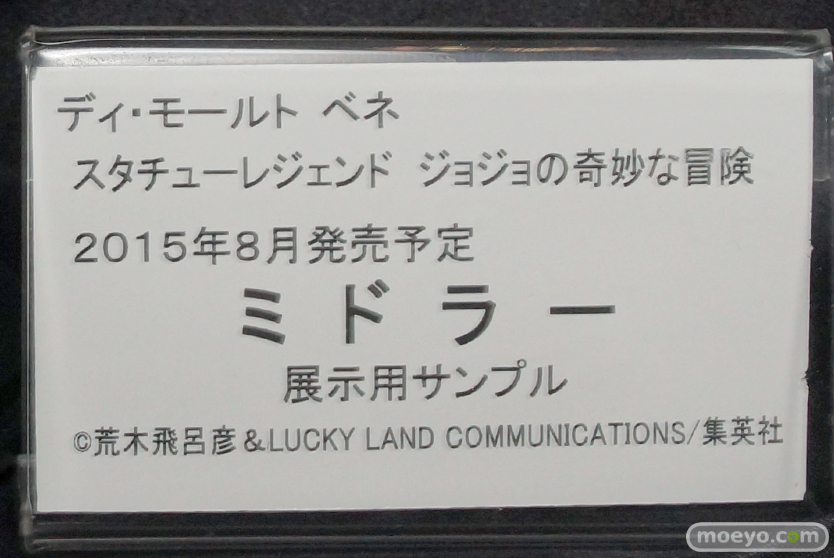 ディ・モールト ベネ
スタチューレジェンド ジョジョの奇妙な冒険
2015年8月発売予定
ミドラー
展示用サンプル
©荒木飛呂彦&LUCKY LAND COMMUNICATIONS/集英社
moeyo.com